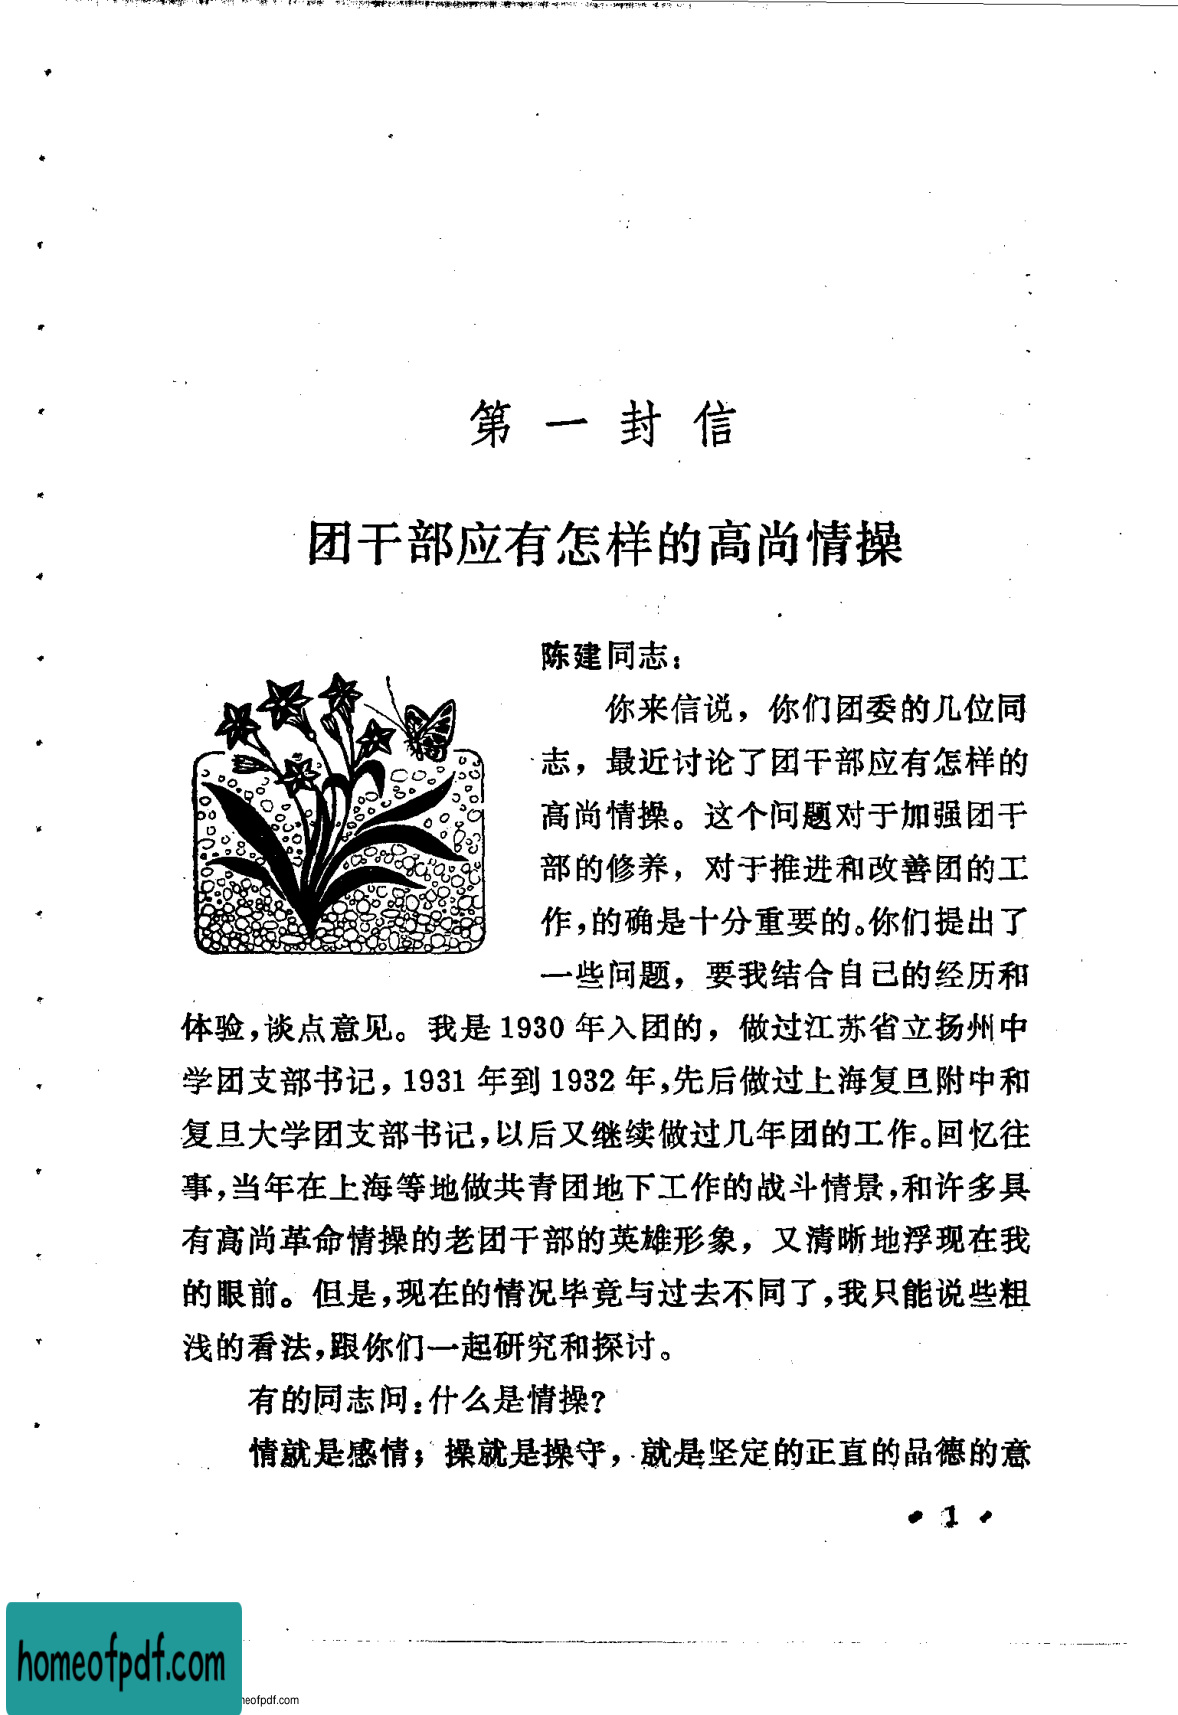 第一封信
团干部应有怎样的高尚情操
陈建同志：
你来信说，你们团委的几位同
志，最近讨论了团干部应有怎样的
高尚情操。这个问题对于加强团干
部的修养，对于推进和改善团的工
作，的确是十分重要的。你们提出了
一些问题，要我结合自己的经历和
体验，谈点意见。我是1930年入团的，做过江苏省立扬州中
学团支部书记，1931年到1932年，先后做过上海复旦附中和
复旦大学团支部书记，以后又继续做过几年团的工作。回忆往
事，当年在上海等地做共青团地下工作的战斗情景，和许多具
有高尚革命情操的老团干部的英雄形象，又清晰地浮现在我
的眼前。但是，现在的情况毕竟与过去不同了，我只能说些粗
浅的看法，跟你们一起研究和探讨。
有的同志问：什么是情操？
情就是感情；操就是操守，就是坚定的正直的品德的意
• 1 •
homeofpdf.com
neofpdf.com